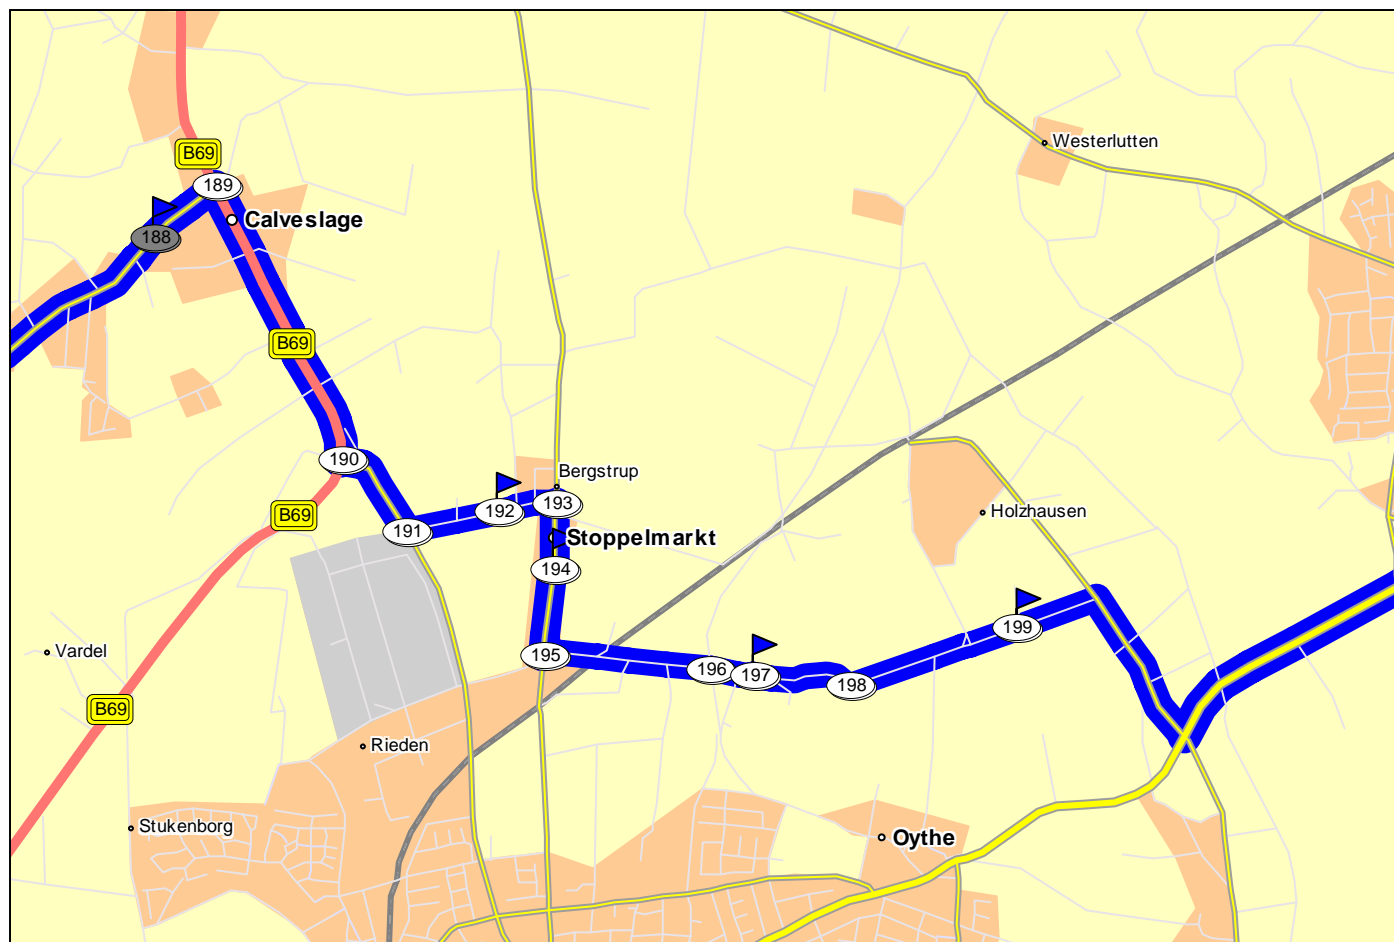 Westerlutten
B69
189
Calveslage
188
B69
190
Bergstrup
192
193
B69
191
Holzhausen
Stoppelmarkt
194
199
Vardel
195
196
197
198
B69
Rieden
Stukenborg
Oythe